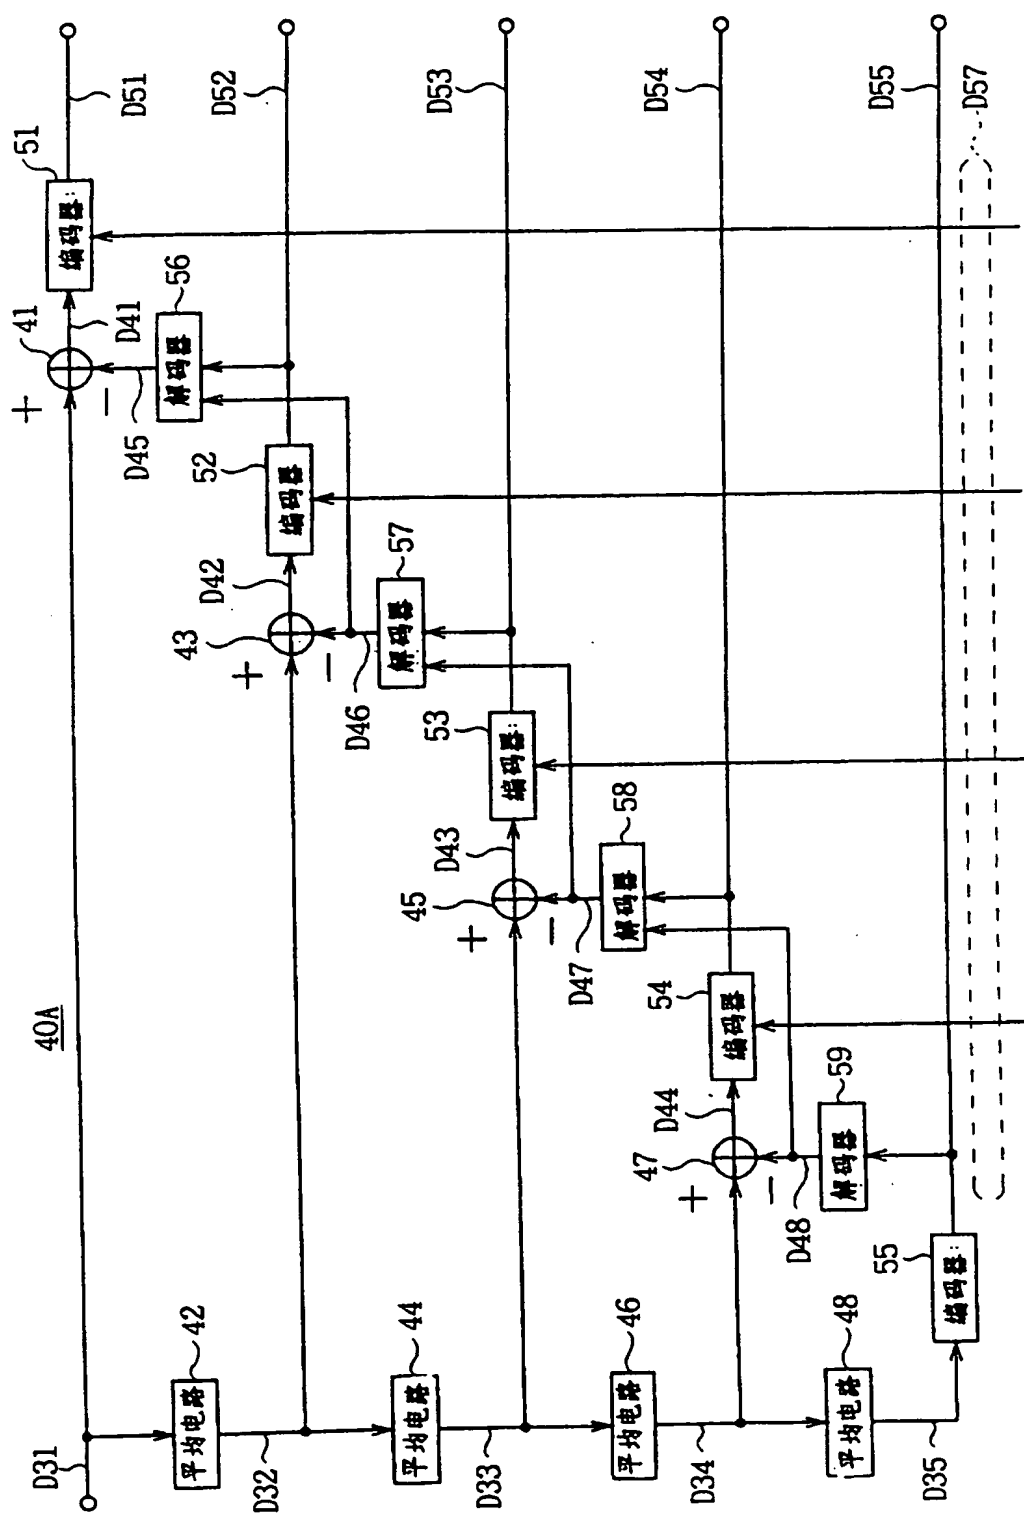 40A
D31
+
41
51
编码器
−
D41
D51
D45
解码器
56
平均电路
42
D32
+
43
D42
52
编码器
D52
−
D46
解码器
57
平均电路
44
D33
+
45
D43
53
编码器
D53
−
D47
解码器
58
平均电路
46
D34
+
47
D44
54
编码器
D54
−
D48
解码器
59
平均电路
48
D35
55
编码器
D55
D57